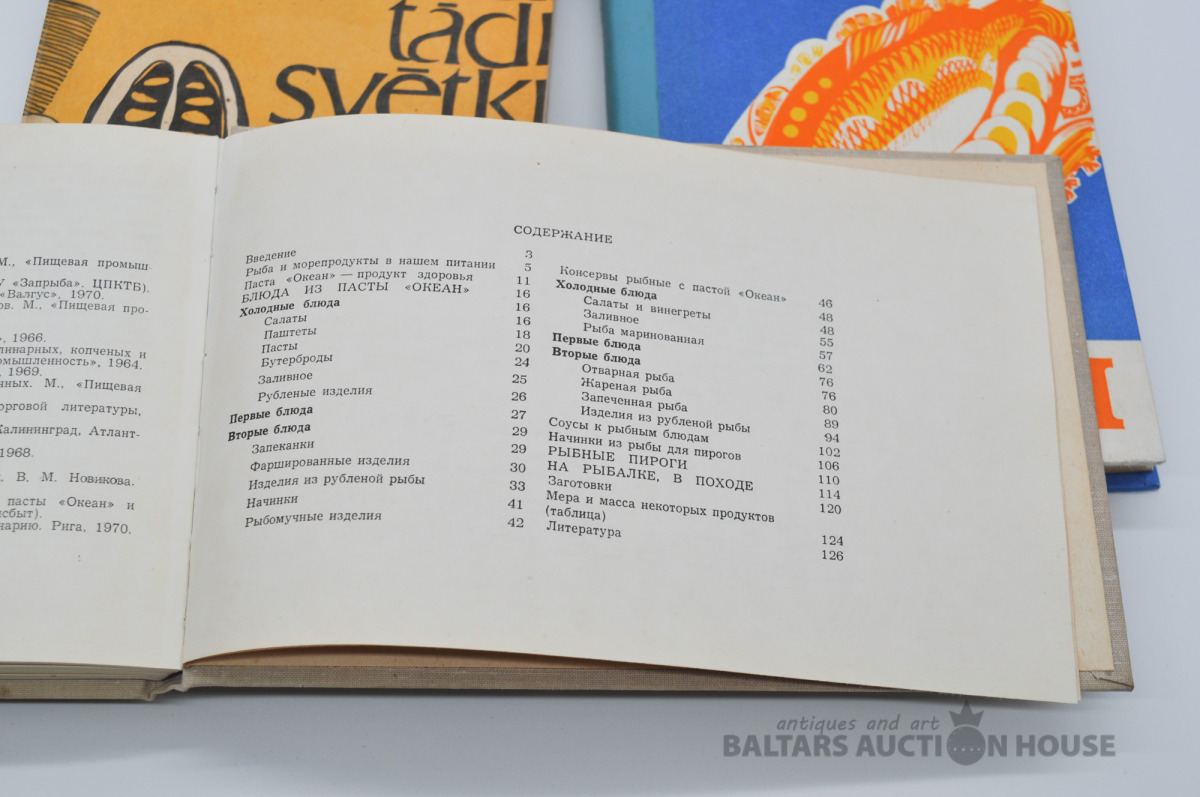 tādi
svētki
М., «Пищевая промыш-
«Запрыба». ЦПКТБ).
«Валгус», 1970.
М., «Пищевая про-
1966.
копченых и
1964.
1969.
М., «Пищевая
литературы,
Калининград, Атлант-
1968.
В. М. Новикова.
пасты «Океан» и
Рига, 1970.
СОДЕРЖАНИЕ
Введение 3
Рыба и морепродукты в нашем питании 5
Паста «Океан» — продукт здоровья 11
БЛЮДА ИЗ ПАСТЫ «ОКЕАН» 16
Холодные блюда 16
Салаты 16
Паштеты 18
Пасты 20
Бутерброды 24
Заливное 25
Рубленые изделия 26
Первые блюда 27
Вторые блюда 29
Запеканки 29
Фаршированные изделия 30
Изделия из рубленой рыбы 33
Начинки 41
Рыбомучные изделия 42
Консервы рыбные с пастой «Океан» 46
Холодные блюда 48
Салаты и винегреты 48
Заливное 55
Рыба маринованная 57
Первые блюда 62
Вторые блюда 76
Отварная рыба 76
Жареная рыба 80
Запеченная рыба 89
Изделия из рубленой рыбы 94
Соусы к рыбным блюдам 102
Начинки из рыбы для пирогов 106
РЫБНЫЕ ПИРОГИ 110
НА РЫБАЛКЕ, В ПОХОДЕ 114
Заготовки 120
Мера и масса некоторых продуктов
(таблица) 124
Литература 126
antiques and art
BALTARS AUCTION HOUSE